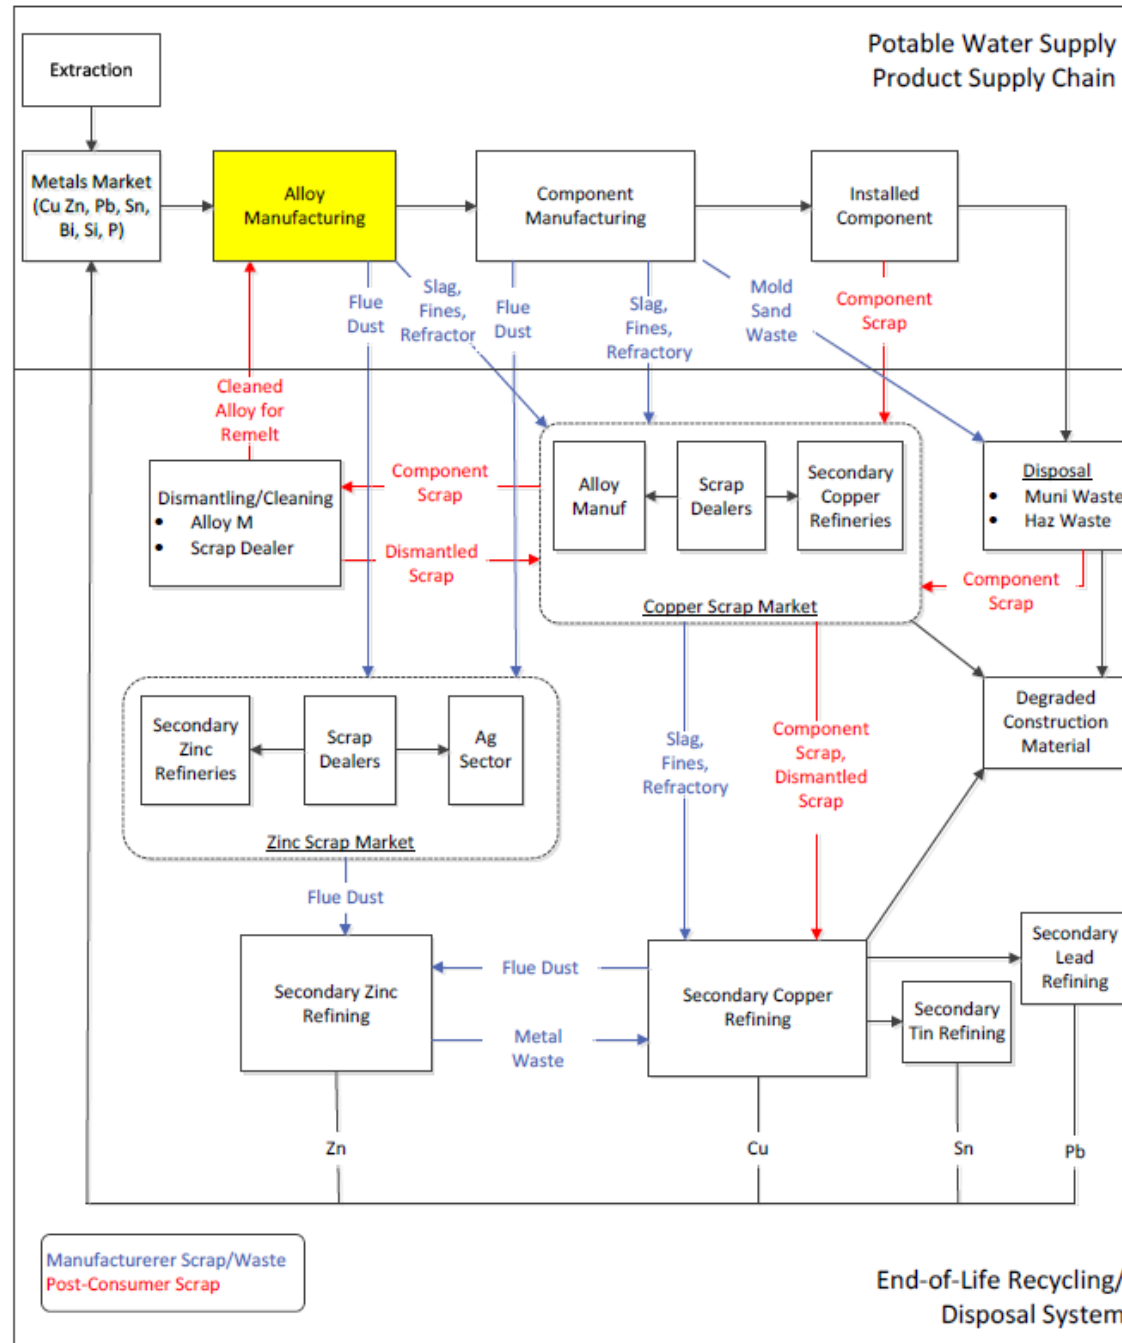 Potable Water Supply
Product Supply Chain
Extraction
Metals Market
(Cu Zn, Pb, Sn,
Bi, Si, P)
Alloy
Manufacturing
Component
Manufacturing
Installed
Component
Flue
Dust
Slag,
Fines,
Refractor
Flue
Dust
Slag,
Fines,
Refractory
Mold
Sand
Waste
Component
Scrap
Cleaned
Alloy for
Remelt
Dismantling/Cleaning
• Alloy M
• Scrap Dealer
Component
Scrap
Dismantled
Scrap
Alloy
Manuf
Scrap
Dealers
Secondary
Copper
Refineries
Copper Scrap Market
Disposal
• Muni Waste
• Haz Waste
Component
Scrap
Degraded
Construction
Material
Secondary
Zinc
Refineries
Scrap
Dealers
Ag
Sector
Zinc Scrap Market
Slag,
Fines,
Refractory
Component
Scrap,
Dismantled
Scrap
Flue Dust
Secondary Zinc
Refining
Flue Dust
Metal
Waste
Secondary Copper
Refining
Secondary
Tin Refining
Secondary
Lead
Refining
Zn
Cu
Sn
Pb
Manufacturerer Scrap/Waste
Post-Consumer Scrap
End-of-Life Recycling/
Disposal System